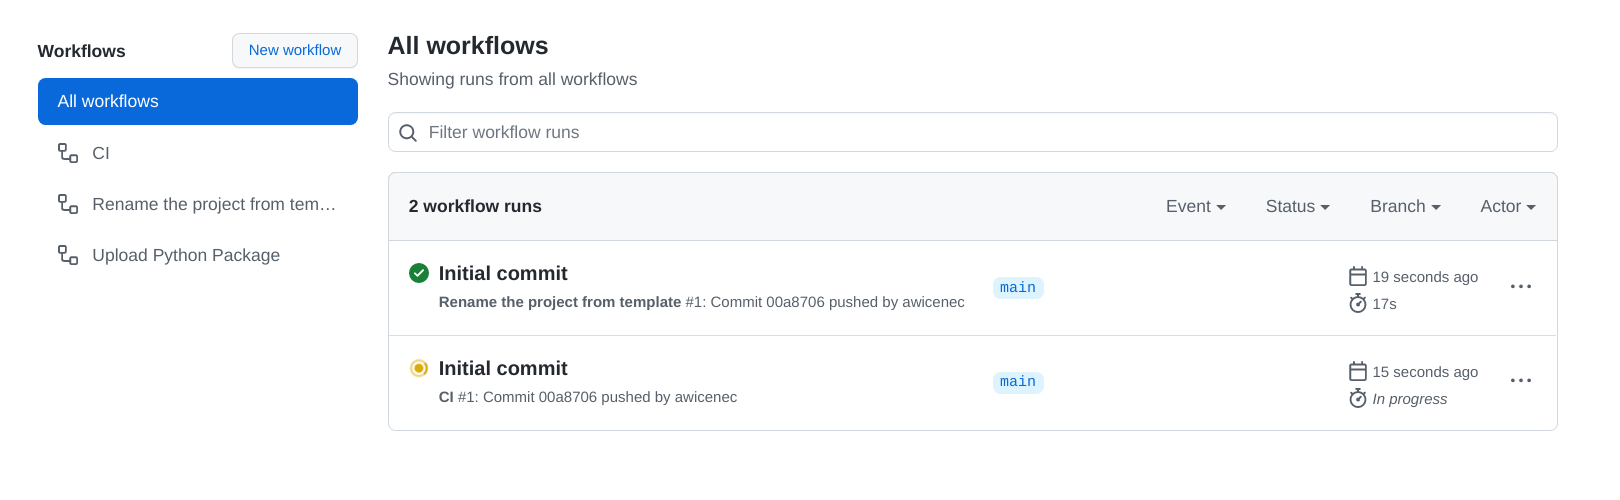 Workflows
New workflow
All workflows
CI
Rename the project from tem…
Upload Python Package
All workflows
Showing runs from all workflows
Filter workflow runs
2 workflow runs Event Status Branch Actor
Initial commit
Rename the project from template #1: Commit 00a8706 pushed by awicenec
main
19 seconds ago
17s
Initial commit
CI #1: Commit 00a8706 pushed by awicenec
main
15 seconds ago
In progress